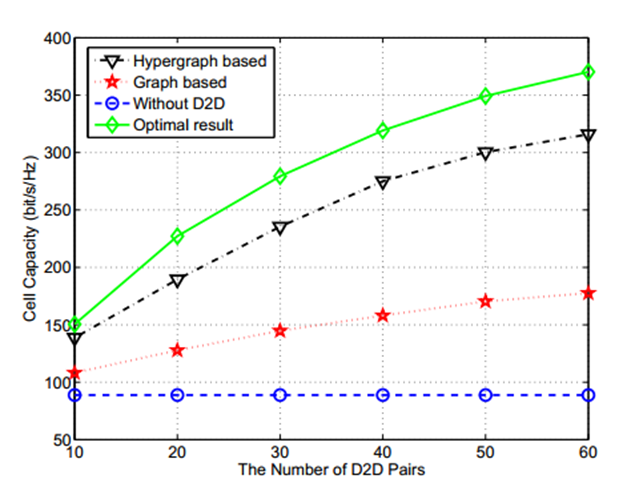 400
350
300
250
200
150
100
50
Cell Capacity (bit/s/Hz)
Hypergraph based
Graph based
Without D2D
Optimal result
10 20 30 40 50 60
The Number of D2D Pairs